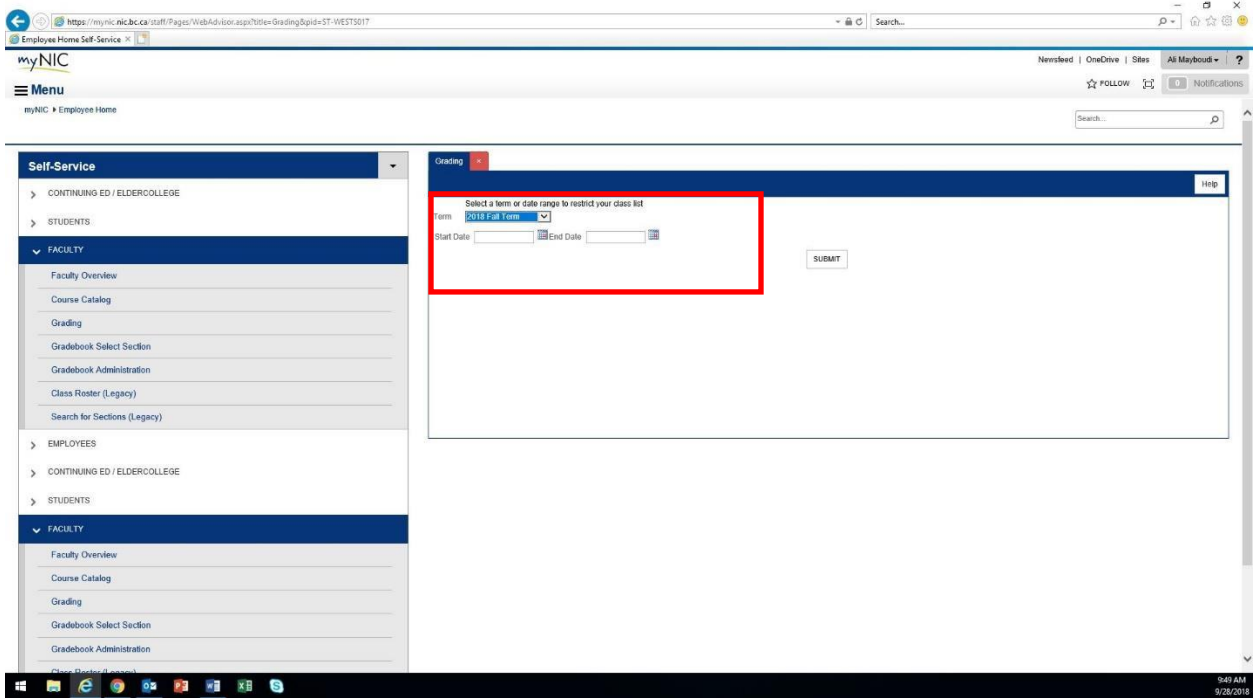 https://mynic.nic.bc.ca/staff/Pages/WebAdvisor.aspx?title=Grading&pid=ST-WESTS017
Search...
Employee Home Self-Service
myNIC
Newsfeed | OneDrive | Sites Ali Mayboudi ?
Menu
FOLLOW 0 Notifications
myNIC Employee Home
Search...
Self-Service
Grading ×
Help
CONTINUING ED / ELDERCOLLEGE
Select a term or date range to restrict your class list
Term 2018 Fall Term
STUDENTS
Start Date End Date
FACULTY
SUBMIT
Faculty Overview
Course Catalog
Grading
Gradebook Select Section
Gradebook Administration
Class Roster (Legacy)
Search for Sections (Legacy)
EMPLOYEES
CONTINUING ED / ELDERCOLLEGE
STUDENTS
FACULTY
Faculty Overview
Course Catalog
Grading
Gradebook Select Section
Gradebook Administration
Class Roster (Legacy)
9:49 AM
9/28/2018